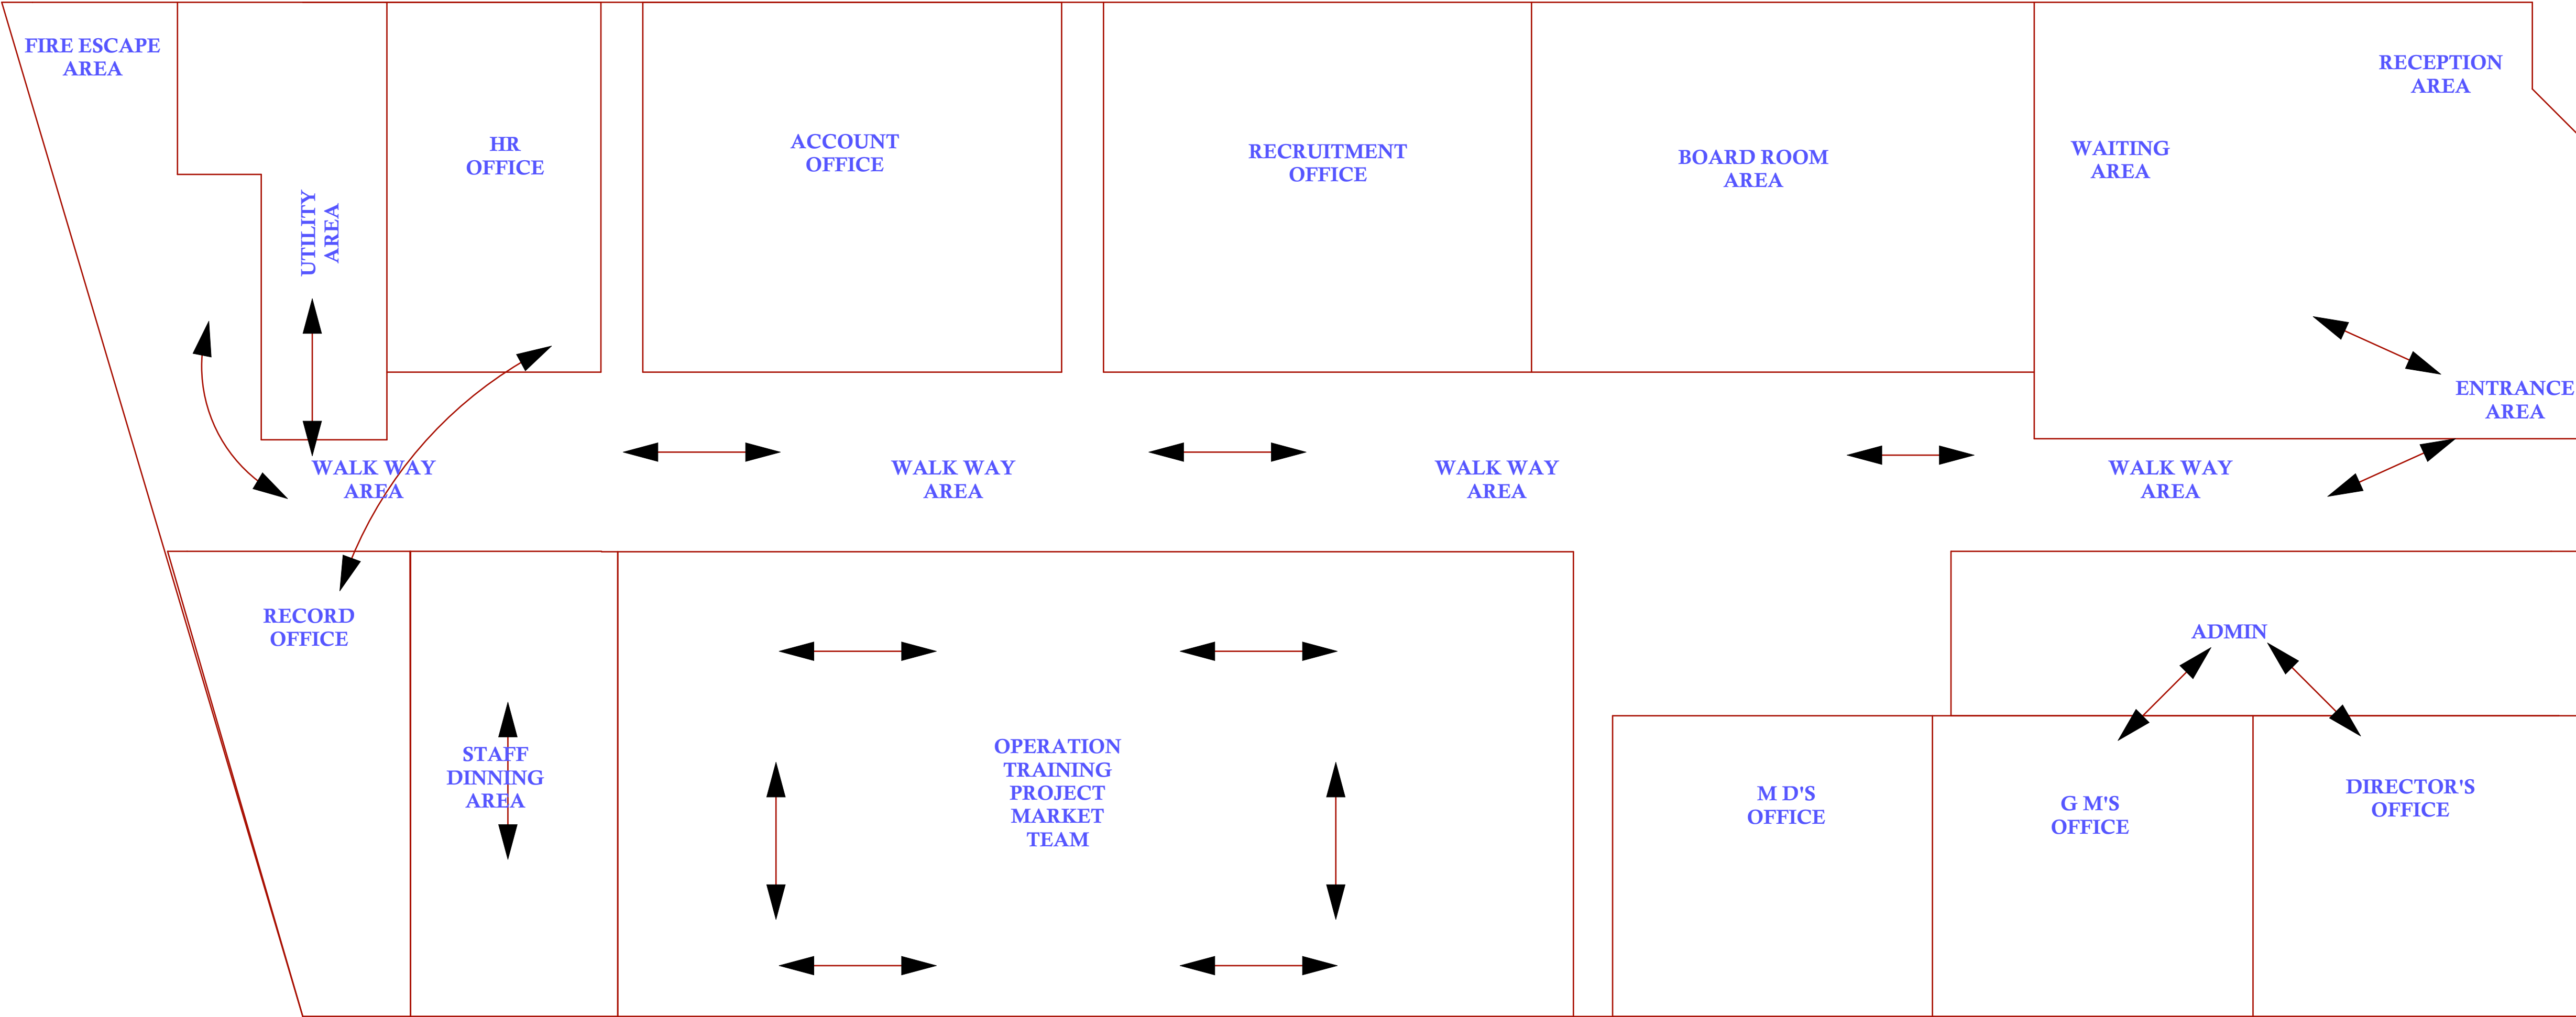 FIRE ESCAPE
AREA
UTILITY
AREA
HR
OFFICE
ACCOUNT
OFFICE
RECRUITMENT
OFFICE
BOARD ROOM
AREA
WAITING
AREA
RECEPTION
AREA
ENTRANCE
AREA
WALK WAY
AREA
WALK WAY
AREA
WALK WAY
AREA
WALK WAY
AREA
RECORD
OFFICE
STAFF
DINNING
AREA
OPERATION
TRAINING
PROJECT
MARKET
TEAM
ADMIN
M D'S
OFFICE
G M'S
OFFICE
DIRECTOR'S
OFFICE